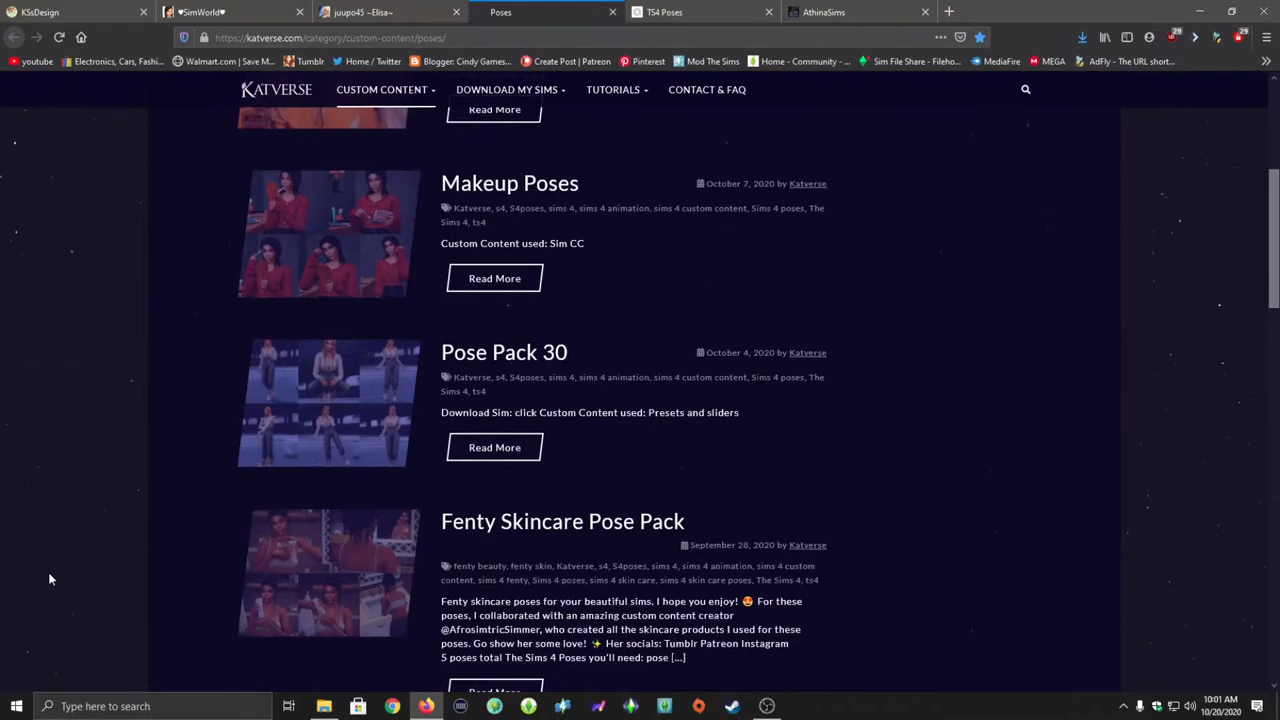 KSsDesign
♥SimWorld♥
juupo45 ~Elisa~
Poses
TS4 Poses
AthinaSims
https://katverse.com/category/custom-content/poses/
29
29
youtube
Electronics, Cars, Fashi...
Walmart.com | Save M...
Tumblr
Home / Twitter
Blogger: Cindy Games...
Create Post | Patreon
Pinterest
Mod The Sims
Home - Community - ...
Sim File Share - Fileho...
MediaFire
MEGA
AdFly - The URL short...
KATVERSE
CUSTOM CONTENT
DOWNLOAD MY SIMS
TUTORIALS
CONTACT & FAQ
Read More
Makeup Poses
October 7, 2020 by Katverse
Katverse, s4, S4poses, sims 4, sims 4 animation, sims 4 custom content, Sims 4 poses, The
Sims 4, ts4
Custom Content used: Sim CC
Read More
Pose Pack 30
October 4, 2020 by Katverse
Katverse, s4, S4poses, sims 4, sims 4 animation, sims 4 custom content, Sims 4 poses, The
Sims 4, ts4
Download Sim: click Custom Content used: Presets and sliders
Read More
Fenty Skincare Pose Pack
September 28, 2020 by Katverse
fenty beauty, fenty skin, Katverse, s4, S4poses, sims 4, sims 4 animation, sims 4 custom
content, sims 4 fenty, Sims 4 poses, sims 4 skin care, sims 4 skin care poses, The Sims 4, ts4
Fenty skincare poses for your beautiful sims. I hope you enjoy! 😍 For these
poses, I collaborated with an amazing custom content creator
@AfrosimtricSimmer, who created all the skincare products I used for these
poses. Go show her some love! ✨ Her socials: Tumblr Patreon Instagram
5 poses total The Sims 4 Poses you'll need: pose [...]
Read More
Type here to search
10:01 AM
10/20/2020